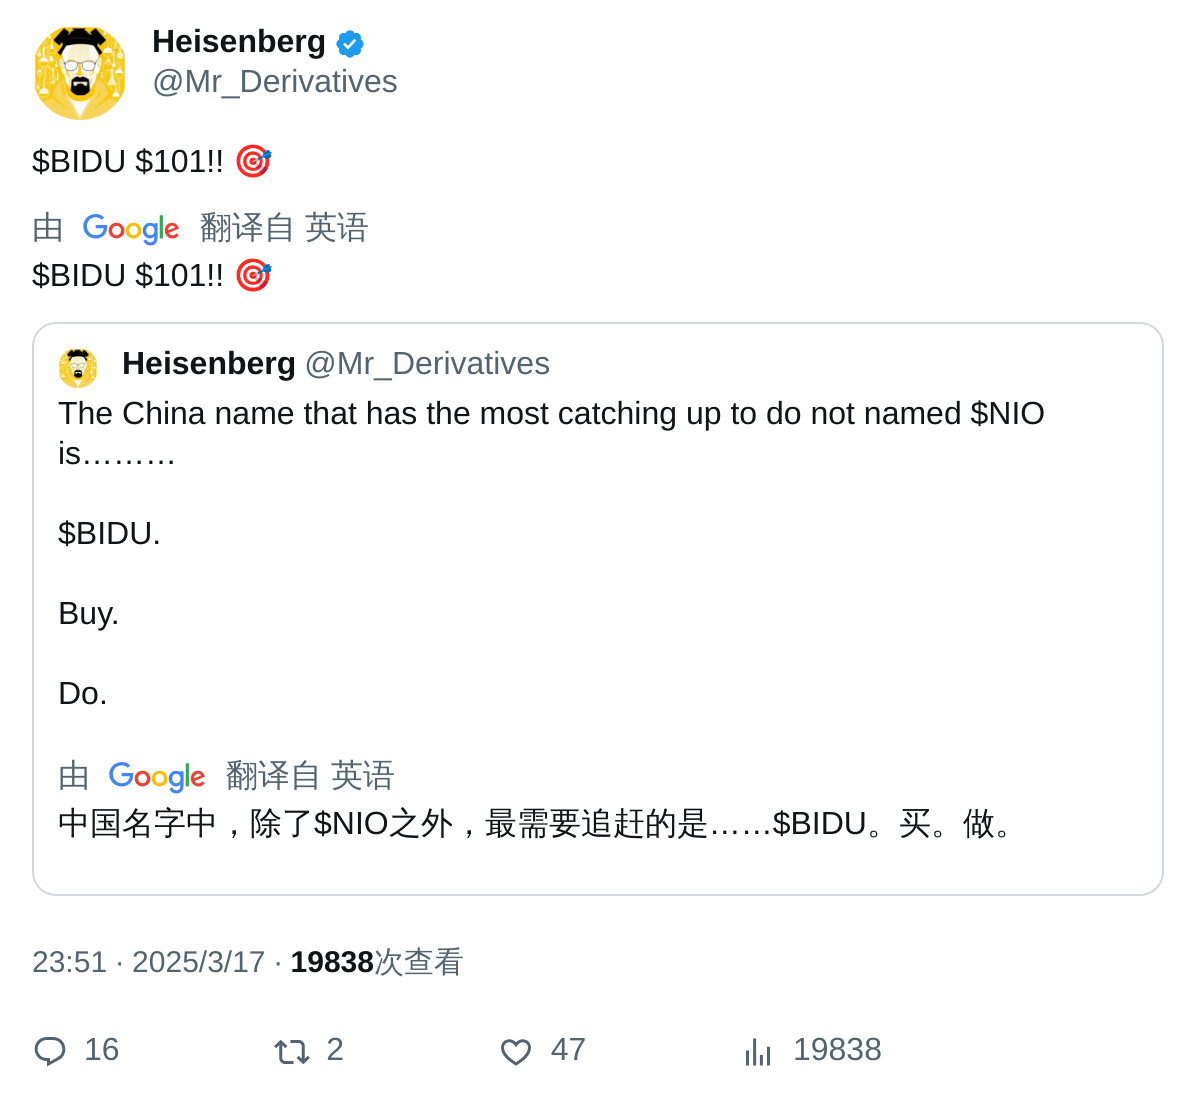 Heisenberg
@Mr_Derivatives
$BIDU $101!! 🎯
由 Google 翻译自 英语
$BIDU $101!! 🎯
Heisenberg @Mr_Derivatives
The China name that has the most catching up to do not named $NIO
is………
$BIDU.
Buy.
Do.
由 Google 翻译自 英语
中国名字中，除了$NIO之外，最需要追赶的是……$BIDU。买。做。
23:51 · 2025/3/17 · 19838次查看
16 2 47 19838